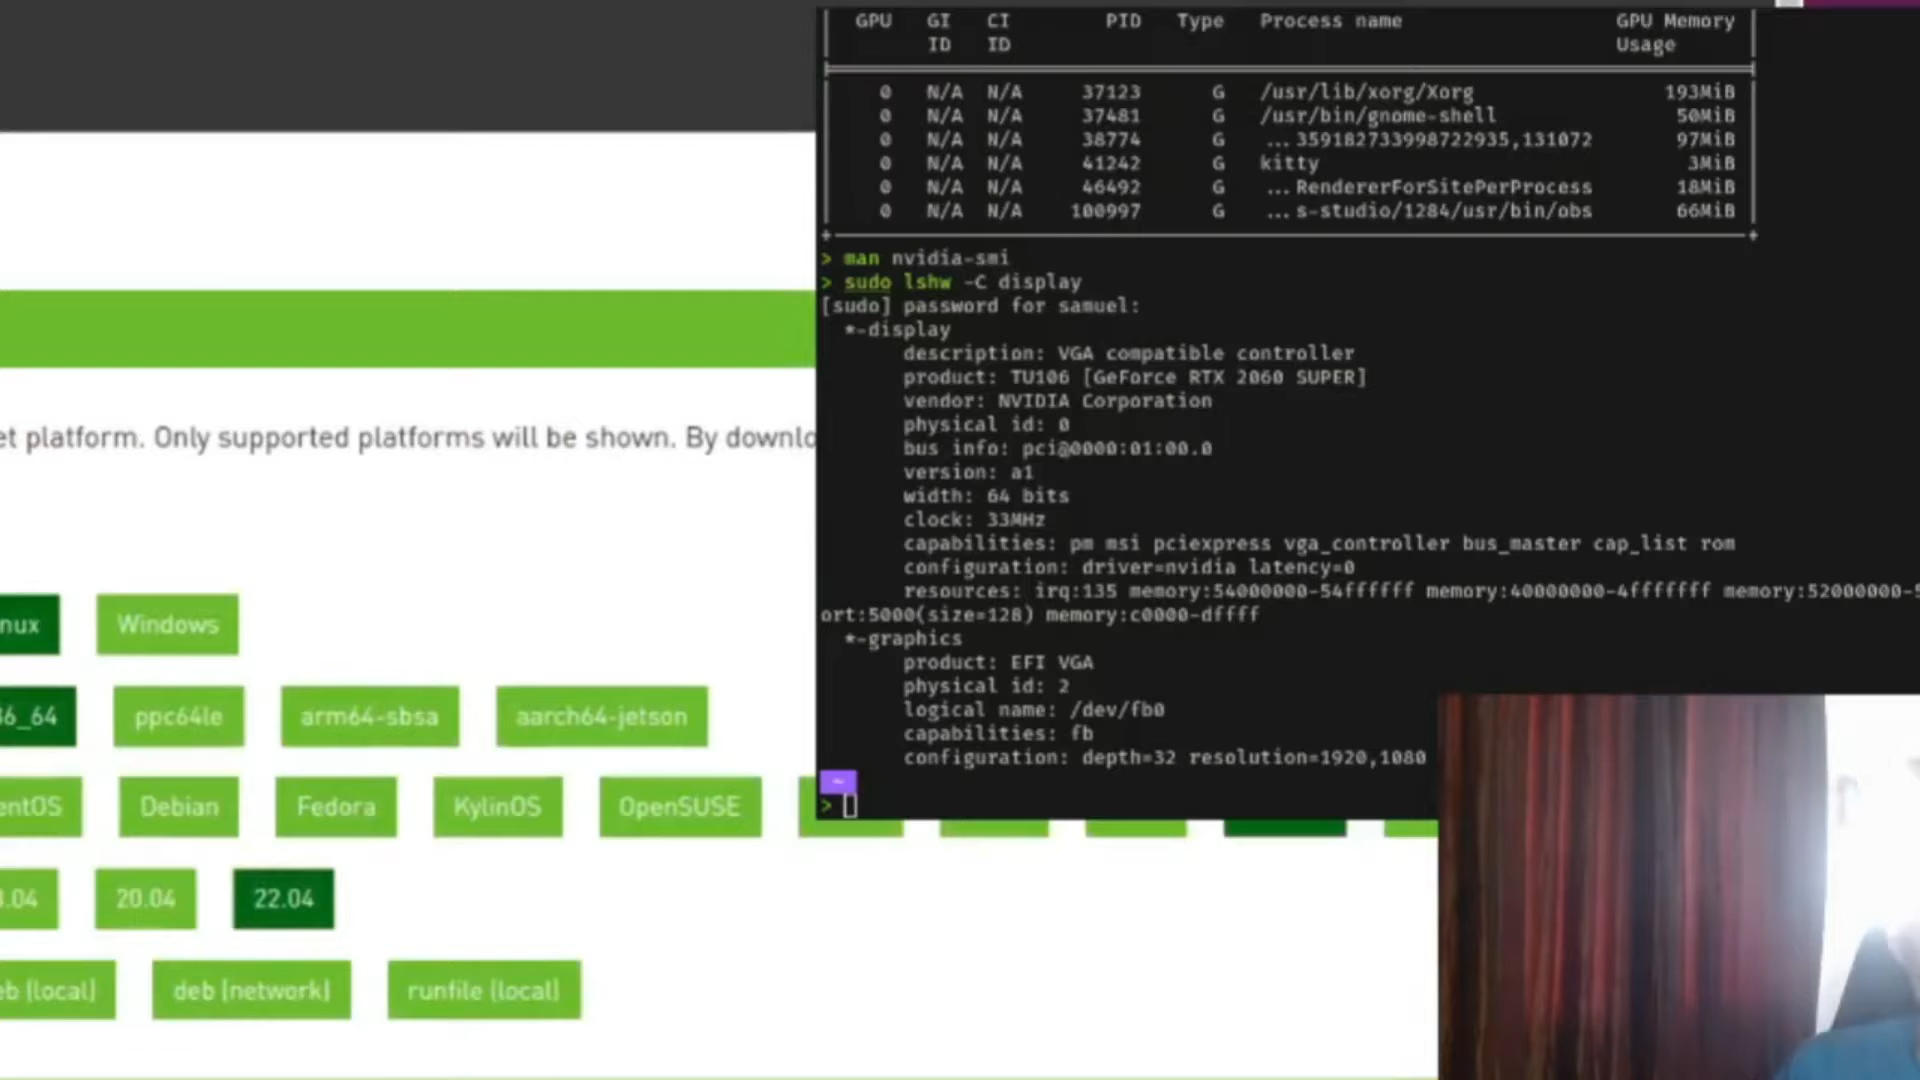 GPU GI CI PID Type Process name GPU Memory
ID ID Usage
0 N/A N/A 37123 G /usr/lib/xorg/Xorg 193MiB
0 N/A N/A 37481 G /usr/bin/gnome-shell 50MiB
0 N/A N/A 38774 G ...359182733998722935,131072 97MiB
0 N/A N/A 41242 G kitty 3MiB
0 N/A N/A 46492 G ...RendererForSitePerProcess 18MiB
0 N/A N/A 100997 G ...s-studio/1284/usr/bin/obs 66MiB
> man nvidia-smi
> sudo lshw -C display
[sudo] password for samuel:
*-display
description: VGA compatible controller
product: TU106 [GeForce RTX 2060 SUPER]
vendor: NVIDIA Corporation
physical id: 0
bus info: pci@0000:01:00.0
version: a1
width: 64 bits
clock: 33MHz
capabilities: pm msi pciexpress vga_controller bus_master cap_list rom
configuration: driver=nvidia latency=0
resources: irq:135 memory:54000000-54ffffff memory:40000000-4fffffff memory:52000000-5
ort:5000(size=128) memory:c0000-dffff
*-graphics
product: EFI VGA
physical id: 2
logical name: /dev/fb0
capabilities: fb
configuration: depth=32 resolution=1920,1080
~
>
et platform. Only supported platforms will be shown. By downlo
nux Windows
86_64 ppc64le arm64-sbsa aarch64-jetson
entOS Debian Fedora KylinOS OpenSUSE
8.04 20.04 22.04
eb (local) deb (network) runfile (local)